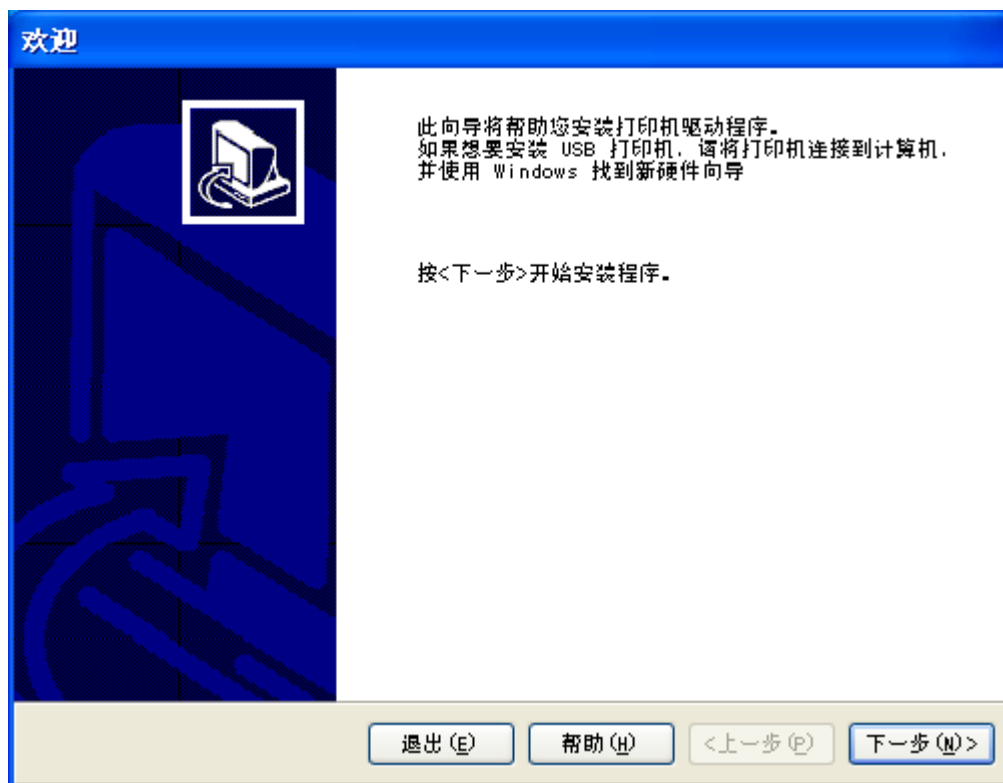 欢迎
此向导将帮助您安装打印机驱动程序。
如果想要安装 USB 打印机，请将打印机连接到计算机，
并使用 Windows 找到新硬件向导
按<下一步>开始安装程序。
退出(E)
帮助(H)
<上一步(P)
下一步(N)>